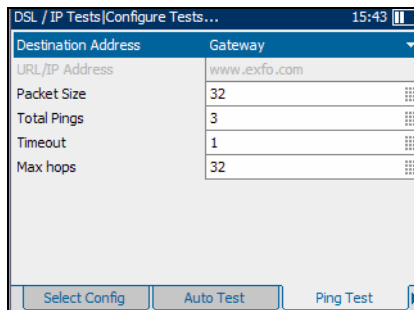 DSL / IP Tests|Configure Tests... 15:43
Destination Address Gateway
URL/IP Address www.exfo.com
Packet Size 32
Total Pings 3
Timeout 1
Max hops 32
Select Config Auto Test Ping Test